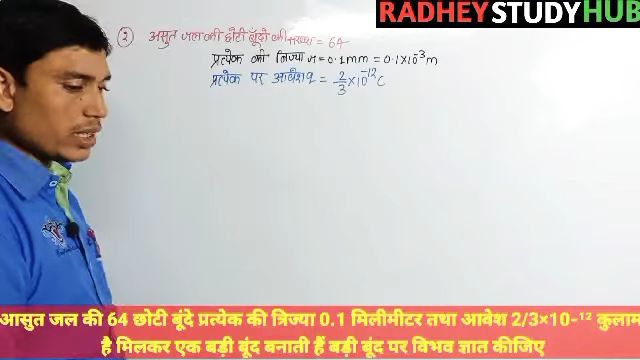 RADHEY STUDY HUB
(2) आसुत जल की छोटी बूंदो की संख्या = 64
प्रत्येक की त्रिज्या r = 0.1mm = 0.1×10⁻³m
प्रत्येक पर आवेश q = 2/3 ×10⁻¹² C
आसुत जल की 64 छोटी बूंदे प्रत्येक की त्रिज्या 0.1 मिलीमीटर तथा आवेश 2/3×10-¹² कुलाम
है मिलकर एक बड़ी बूंद बनाती हैं बड़ी बूंद पर विभव ज्ञात कीजिए